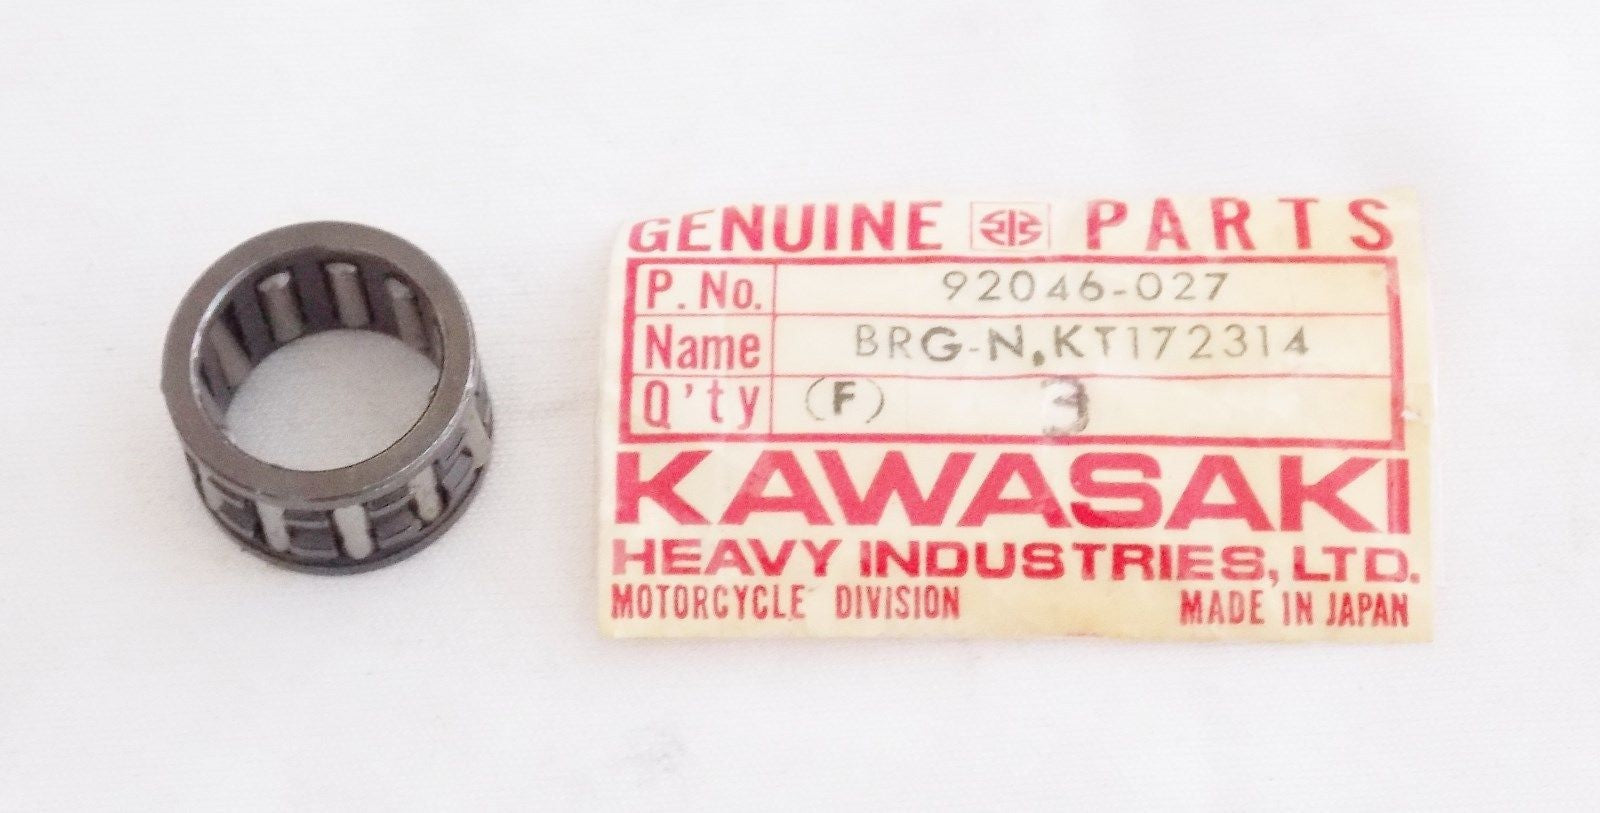 GENUINE PARTS
P. No. 92046-027
Name BRG-N,KT172314
Q'ty (F) 3
KAWASAKI
HEAVY INDUSTRIES, LTD.
MOTORCYCLE DIVISION MADE IN JAPAN